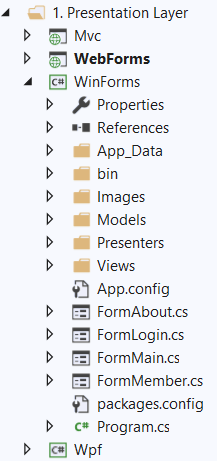 1. Presentation Layer
Mvc
WebForms
C# WinForms
Properties
References
App_Data
bin
Images
Models
Presenters
Views
App.config
FormAbout.cs
FormLogin.cs
FormMain.cs
FormMember.cs
packages.config
C# Program.cs
C# Wpf